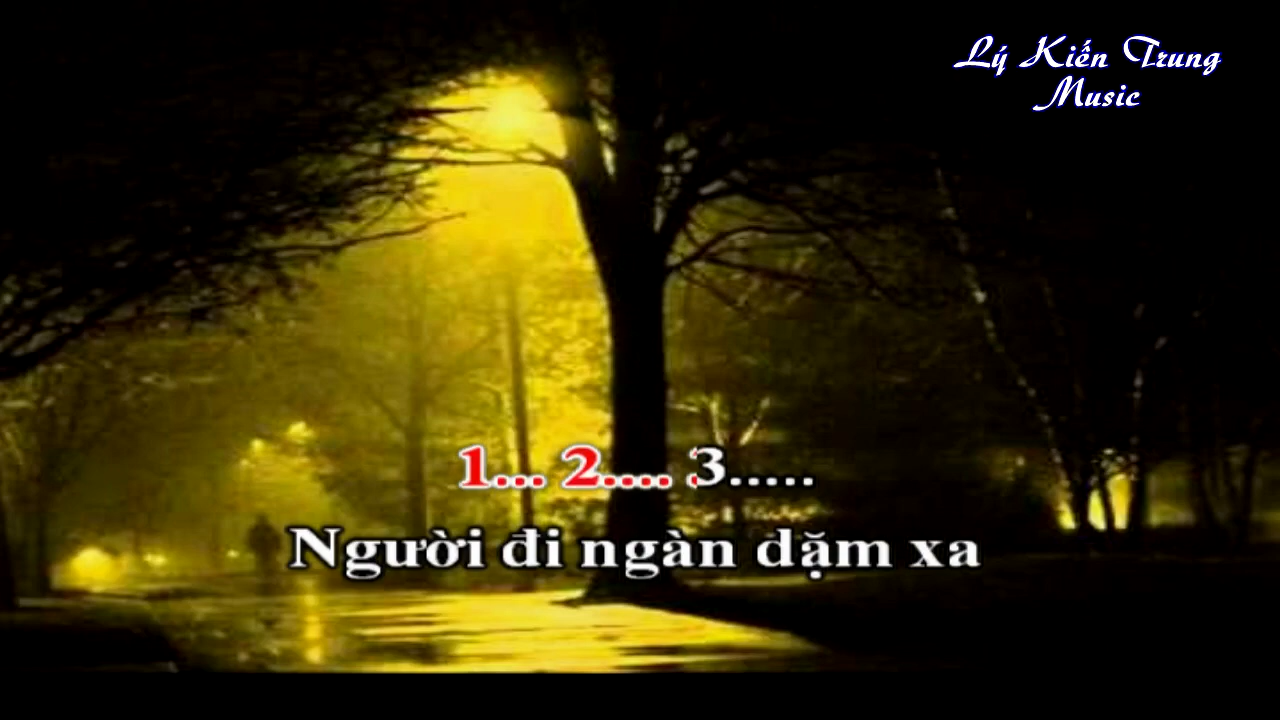 Lý Kiến Trung
Music
1... 2.... 3.....
Người đi ngàn dặm xa